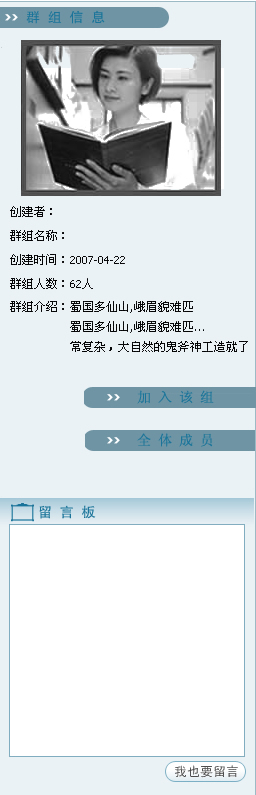 群组信息
创建者：
群组名称：
创建时间：2007-04-22
群组人数：62人
群组介绍：蜀国多仙山,峨眉貌难匹
蜀国多仙山,峨眉貌难匹...
常复杂，大自然的鬼斧神工造就了
加入该组
全体成员
留言板
我也要留言